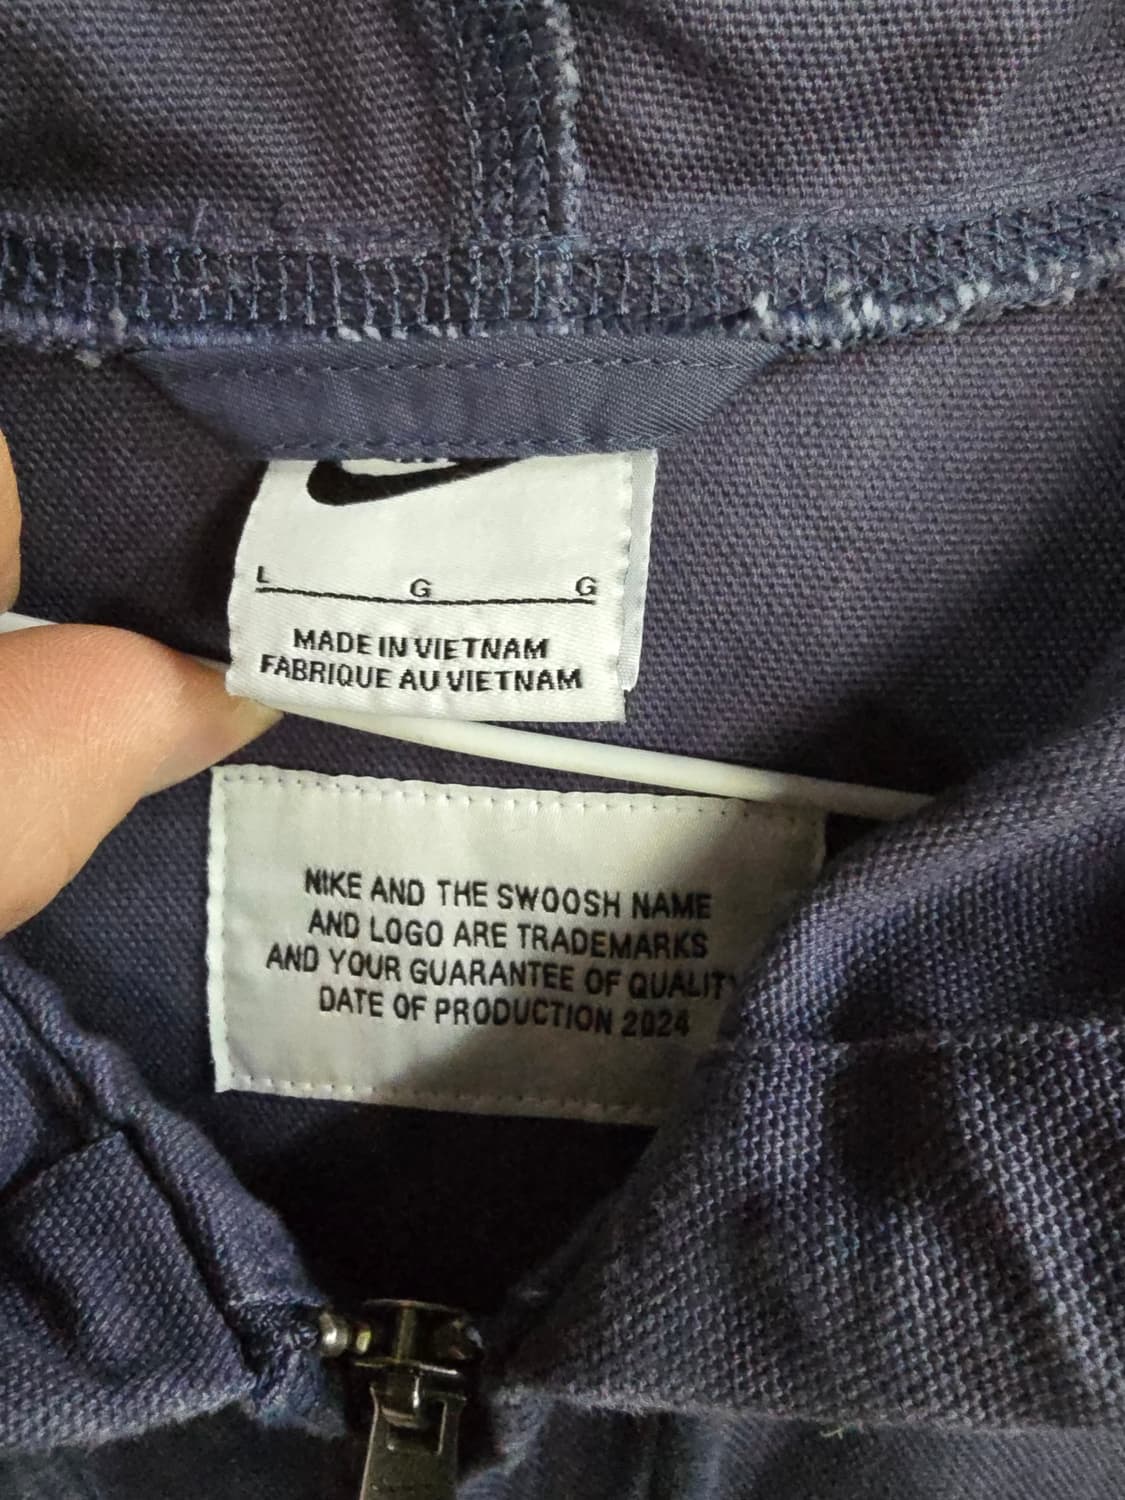 L G G
MADE IN VIETNAM
FABRIQUE AU VIETNAM
NIKE AND THE SWOOSH NAME
AND LOGO ARE TRADEMARKS
AND YOUR GUARANTEE OF QUALITY
DATE OF PRODUCTION 2024